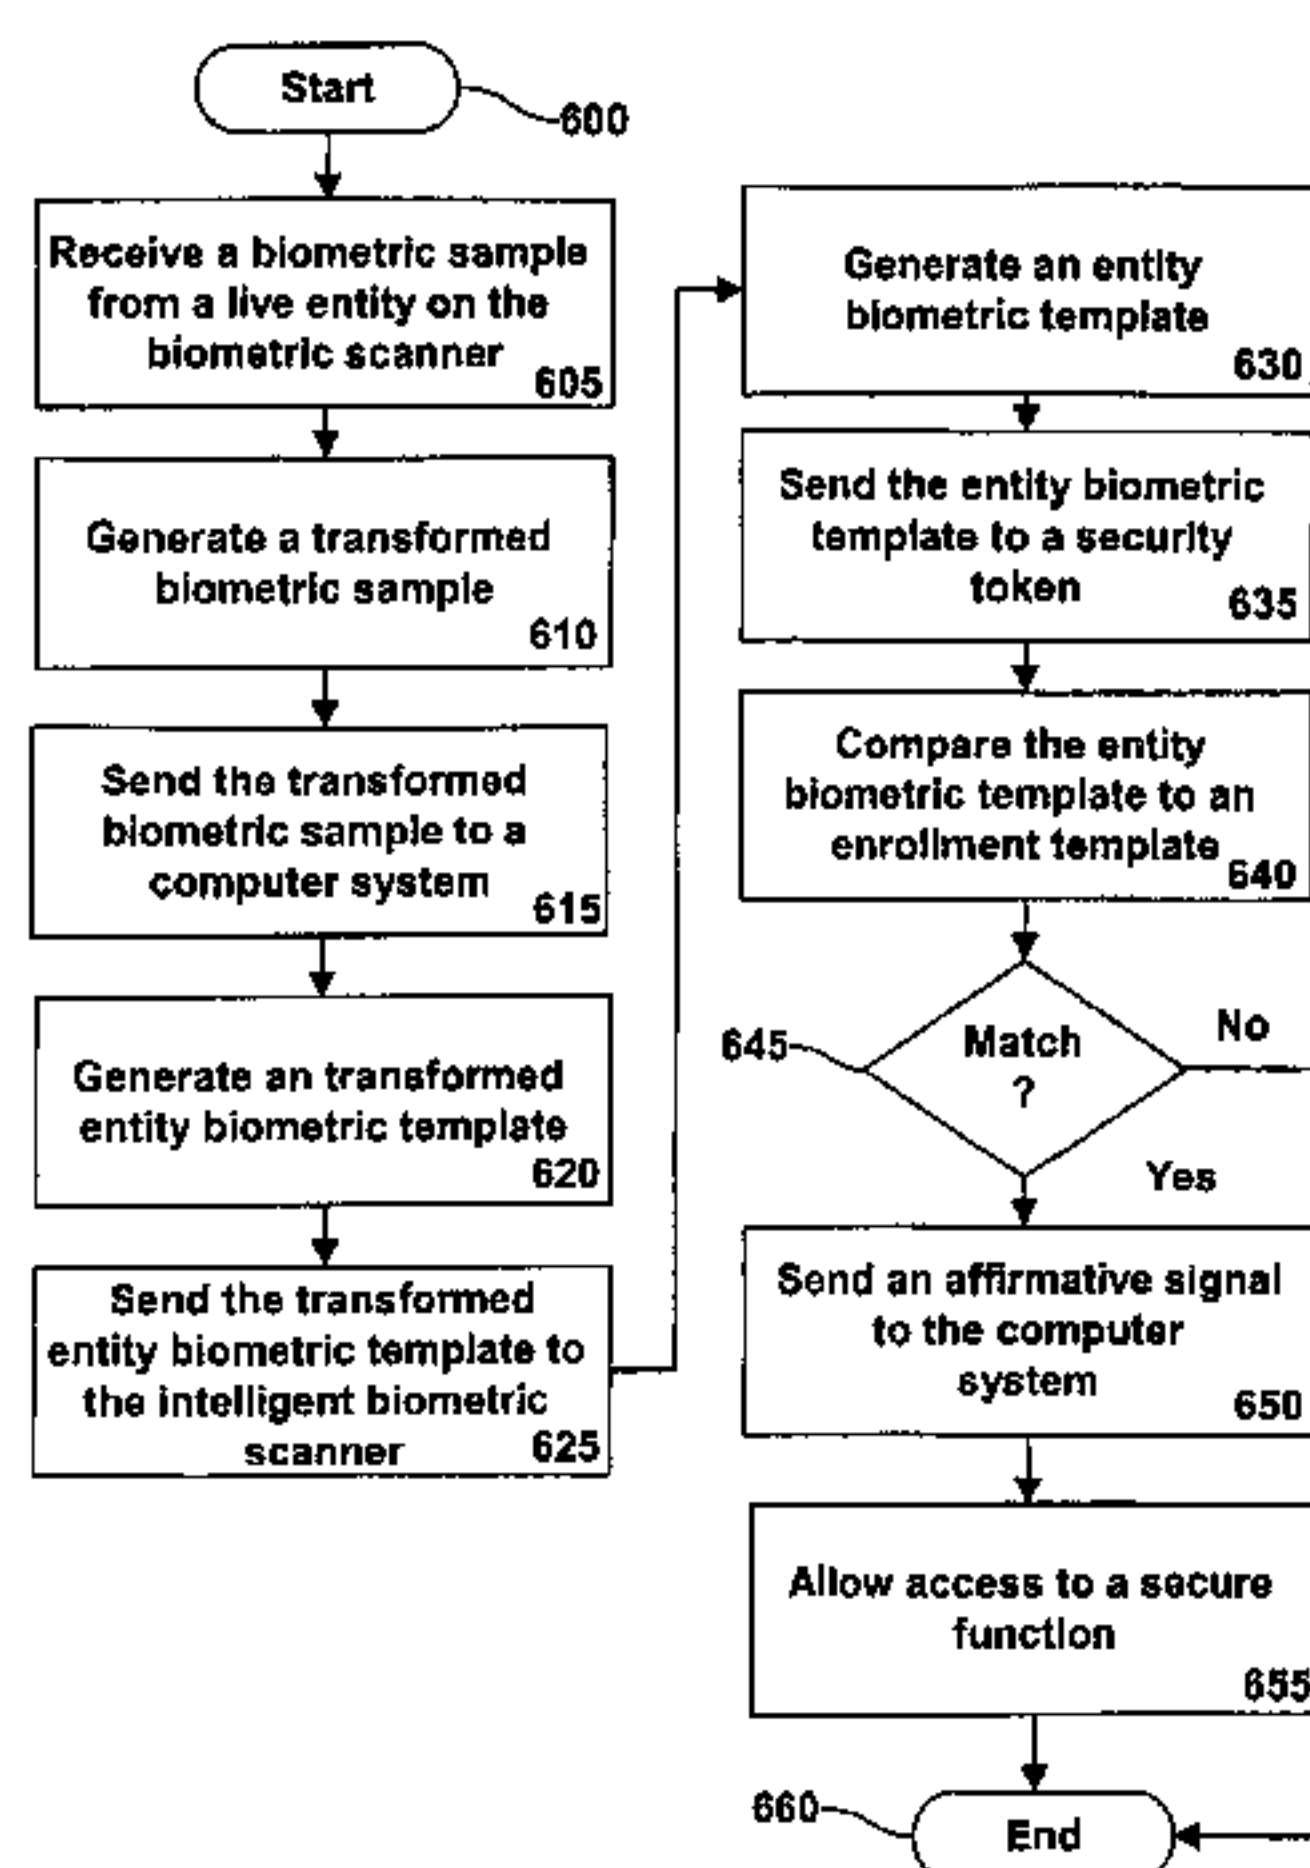 Start
600
Receive a biometric sample
from a live entity on the
biometric scanner
605
Generate a transformed
biometric sample
610
Send the transformed
biometric sample to a
computer system
615
Generate an transformed
entity biometric template
620
Send the transformed
entity biometric template to
the intelligent biometric
scanner
625
Generate an entity
biometric template
630
Send the entity biometric
template to a security
token
635
Compare the entity
biometric template to an
enrollment template
640
645
Match
?
No
Yes
Send an affirmative signal
to the computer
system
650
Allow access to a secure
function
655
660
End